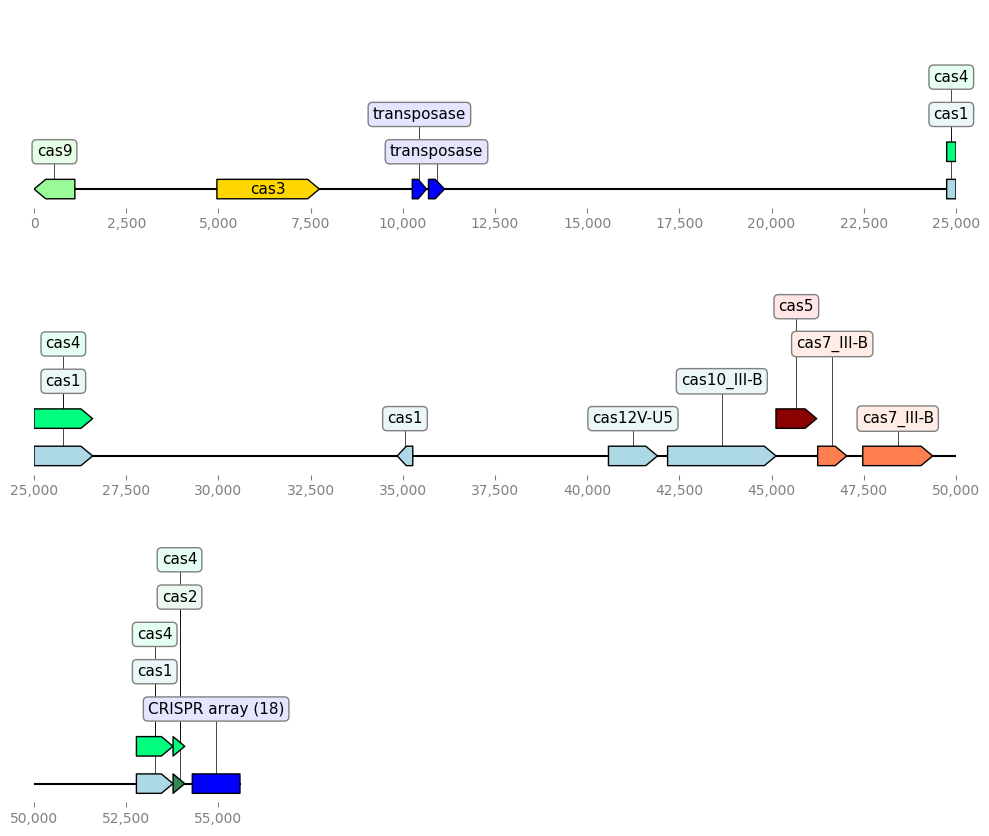 cas4
transposase
cas1
cas9
transposase
cas3
0 2,500 5,000 7,500 10,000 12,500 15,000 17,500 20,000 22,500 25,000
cas5
cas4
cas7_III-B
cas1
cas10_III-B
cas1
cas12V-U5
cas7_III-B
25,000 27,500 30,000 32,500 35,000 37,500 40,000 42,500 45,000 47,500 50,000
cas4
cas2
cas4
cas1
CRISPR array (18)
50,000 52,500 55,000